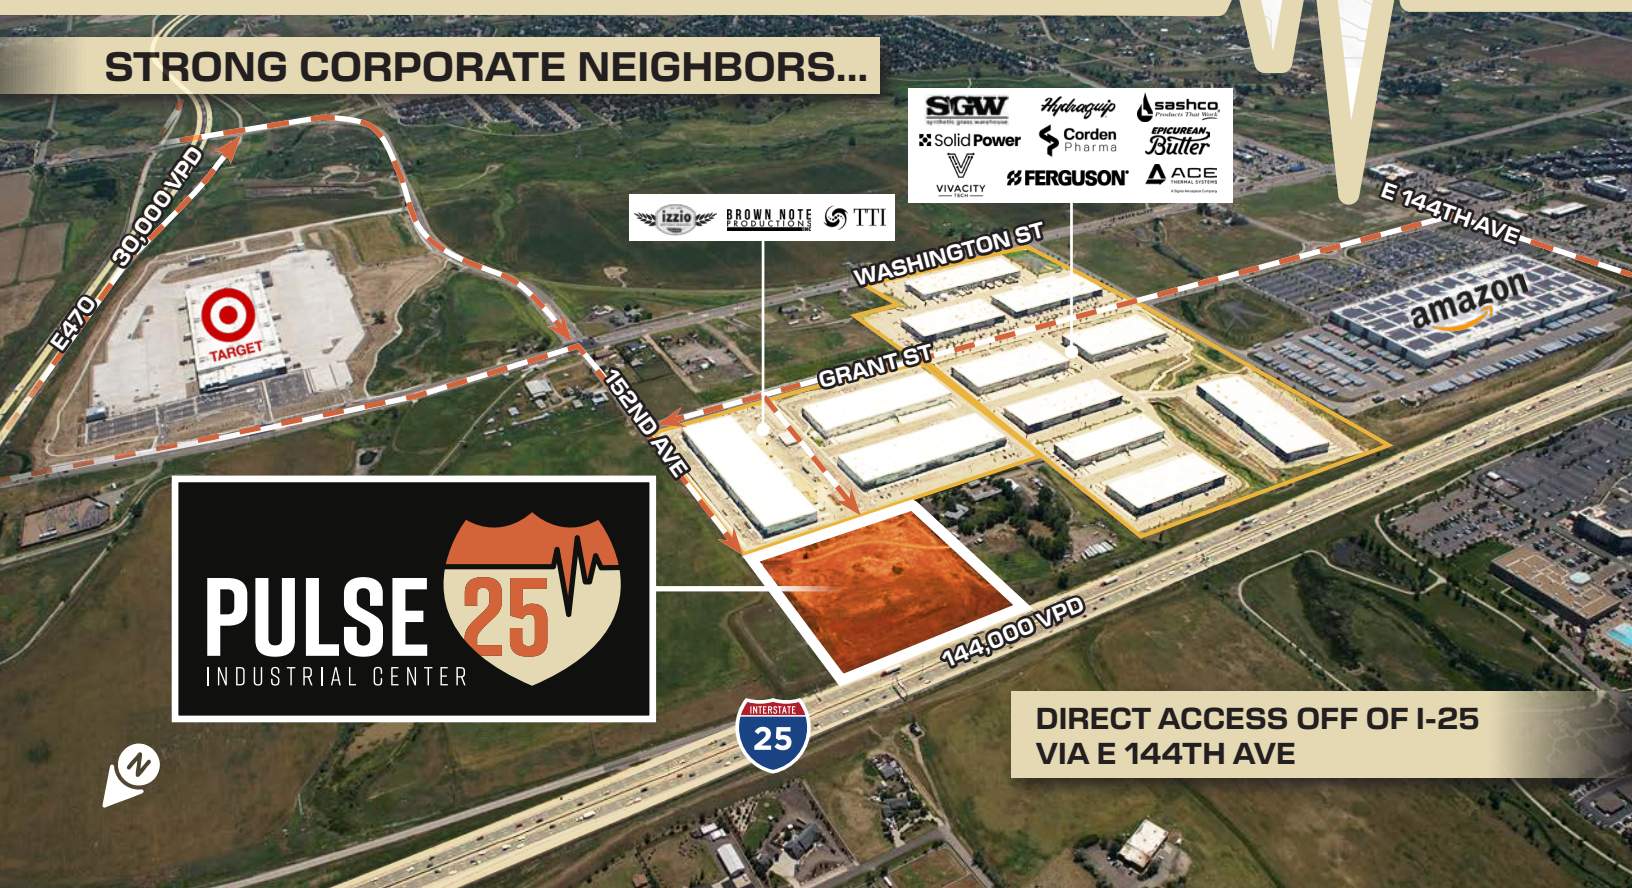 STRONG CORPORATE NEIGHBORS...
SGW
synthetic grass warehouse
Hydraquip
sashco
Products That Work
Solid Power
Corden
Pharma
EPICUREAN
Butter
VIVACITY
TECH
FERGUSON
ACE
THERMAL SYSTEMS
izzio
BROWN NOTE
PRODUCTIONS
TTI
E 144TH AVE
WASHINGTON ST
30,000 VPD
E470
TARGET
amazon
GRANT ST
152ND AVE
PULSE
25
INDUSTRIAL CENTER
144,000 VPD
INTERSTATE
25
DIRECT ACCESS OFF OF I-25
VIA E 144TH AVE
N